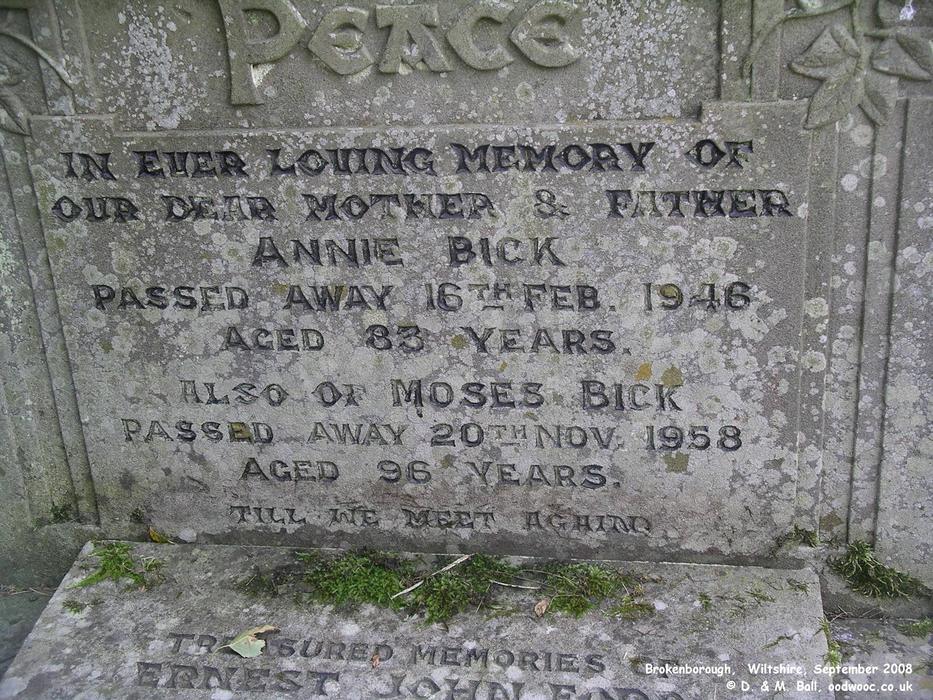 PEACE
IN EVER LOVING MEMORY OF
OUR DEAR MOTHER & FATHER
ANNIE BICK
PASSED AWAY 16TH FEB. 1946
AGED 83 YEARS.
ALSO OF MOSES BICK
PASSED AWAY 20TH NOV. 1958
AGED 96 YEARS.
TILL WE MEET AGAIN.
TREASURED MEMORIES
ERNEST JOHN
Brokenborough, Wiltshire, September 2008
© D. & M. Ball, oodwooc.co.uk